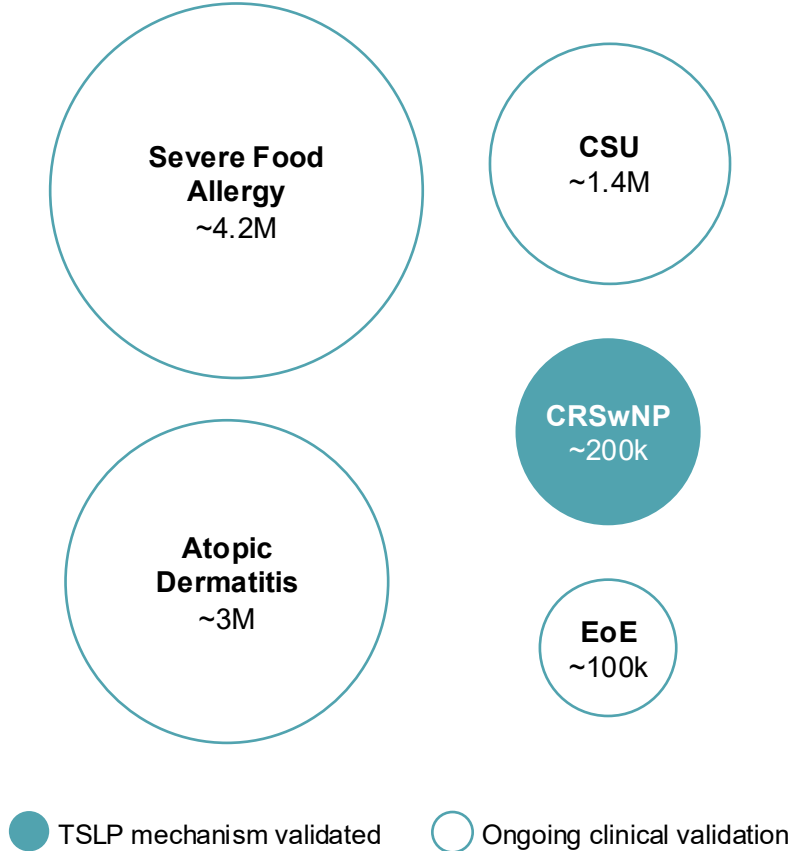 Severe Food
Allergy
~4.2M
CSU
~1.4M
CRSwNP
~200k
Atopic
Dermatitis
~3M
EoE
~100k
TSLP mechanism validated
Ongoing clinical validation